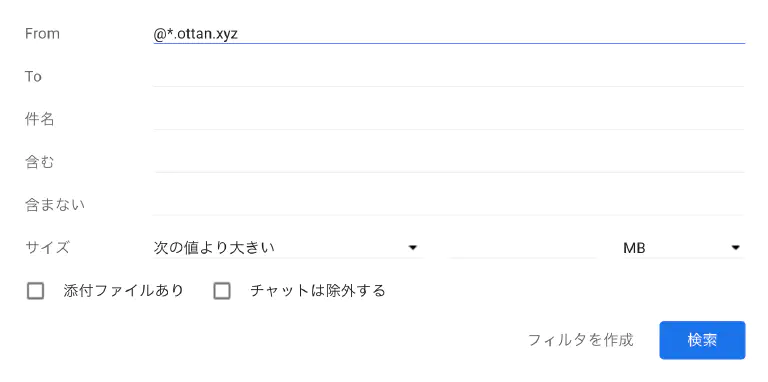 From @*.ottan.xyz
To
件名
含む
含まない
サイズ 次の値より大きい MB
添付ファイルあり チャットは除外する
フィルタを作成 検索